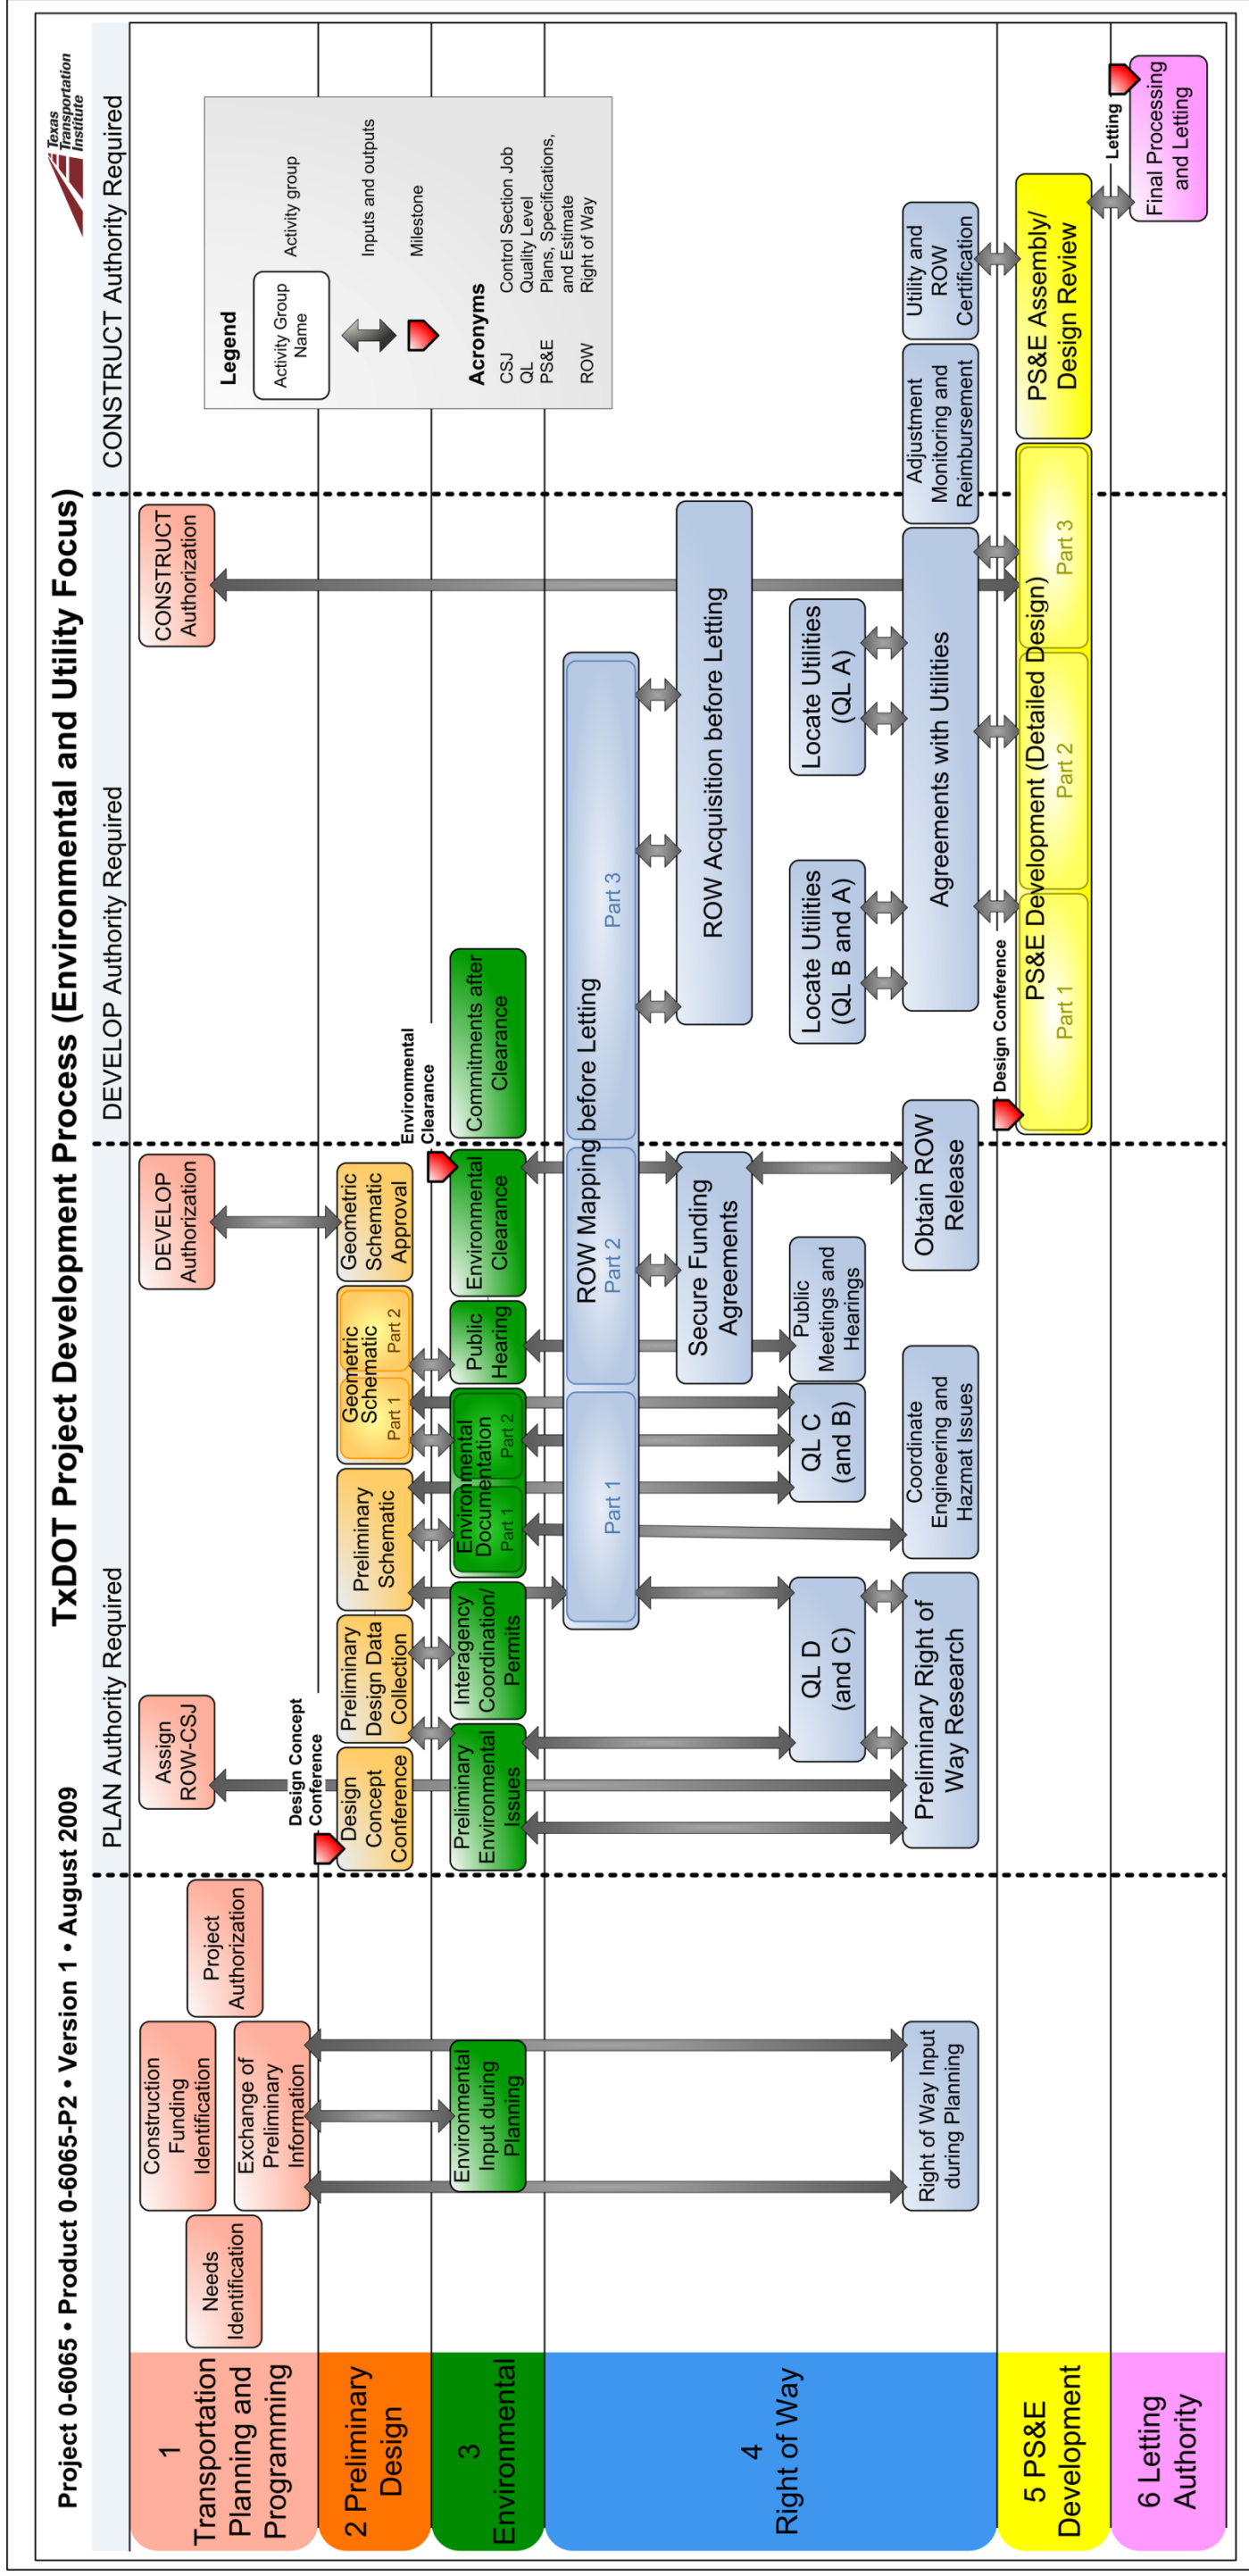 Project 0-6065 • Product 0-6065-P2 • Version 1 • August 2009
TxDOT Project Development Process (Environmental and Utility Focus)
Texas
Transportation
Institute
PLAN Authority Required
DEVELOP Authority Required
CONSTRUCT Authority Required
1
Transportation
Planning and
Programming
Needs
Identification
Construction
Funding
Identification
Exchange of
Preliminary
Information
Project
Authorization
Assign
ROW-CSJ
DEVELOP
Authorization
CONSTRUCT
Authorization
2 Preliminary
Design
Design Concept
Conference
Design
Concept
Conference
Preliminary
Design Data
Collection
Preliminary
Schematic
Geometric
Schematic
Part 1
Part 2
Geometric
Schematic
Approval
3
Environmental
Environmental
Input during
Planning
Preliminary
Environmental
Issues
Interagency
Coordination/
Permits
Environmental
Documentation
Part 1
Part 2
Public
Hearing
Environmental
Clearance
Environmental
Clearance
Commitments after
Clearance
4
Right of Way
ROW Mapping before Letting
Part 1
Part 2
Part 3
Secure Funding
Agreements
ROW Acquisition before Letting
QL D
(and C)
QL C
(and B)
Public
Meetings and
Hearings
Locate Utilities
(QL B and A)
Locate Utilities
(QL A)
Right of Way Input
during Planning
Preliminary Right of
Way Research
Coordinate
Engineering and
Hazmat Issues
Obtain ROW
Release
Agreements with Utilities
Adjustment
Monitoring and
Reimbursement
Utility and
ROW
Certification
5 PS&E
Development
Design Conference
PS&E Development (Detailed Design)
Part 1
Part 2
Part 3
PS&E Assembly/
Design Review
6 Letting
Authority
Letting
Final Processing
and Letting
Legend
Activity Group
Name
Activity group
Inputs and outputs
Milestone
Acronyms
CSJ Control Section Job
QL Quality Level
PS&E Plans, Specifications,
and Estimate
ROW Right of Way